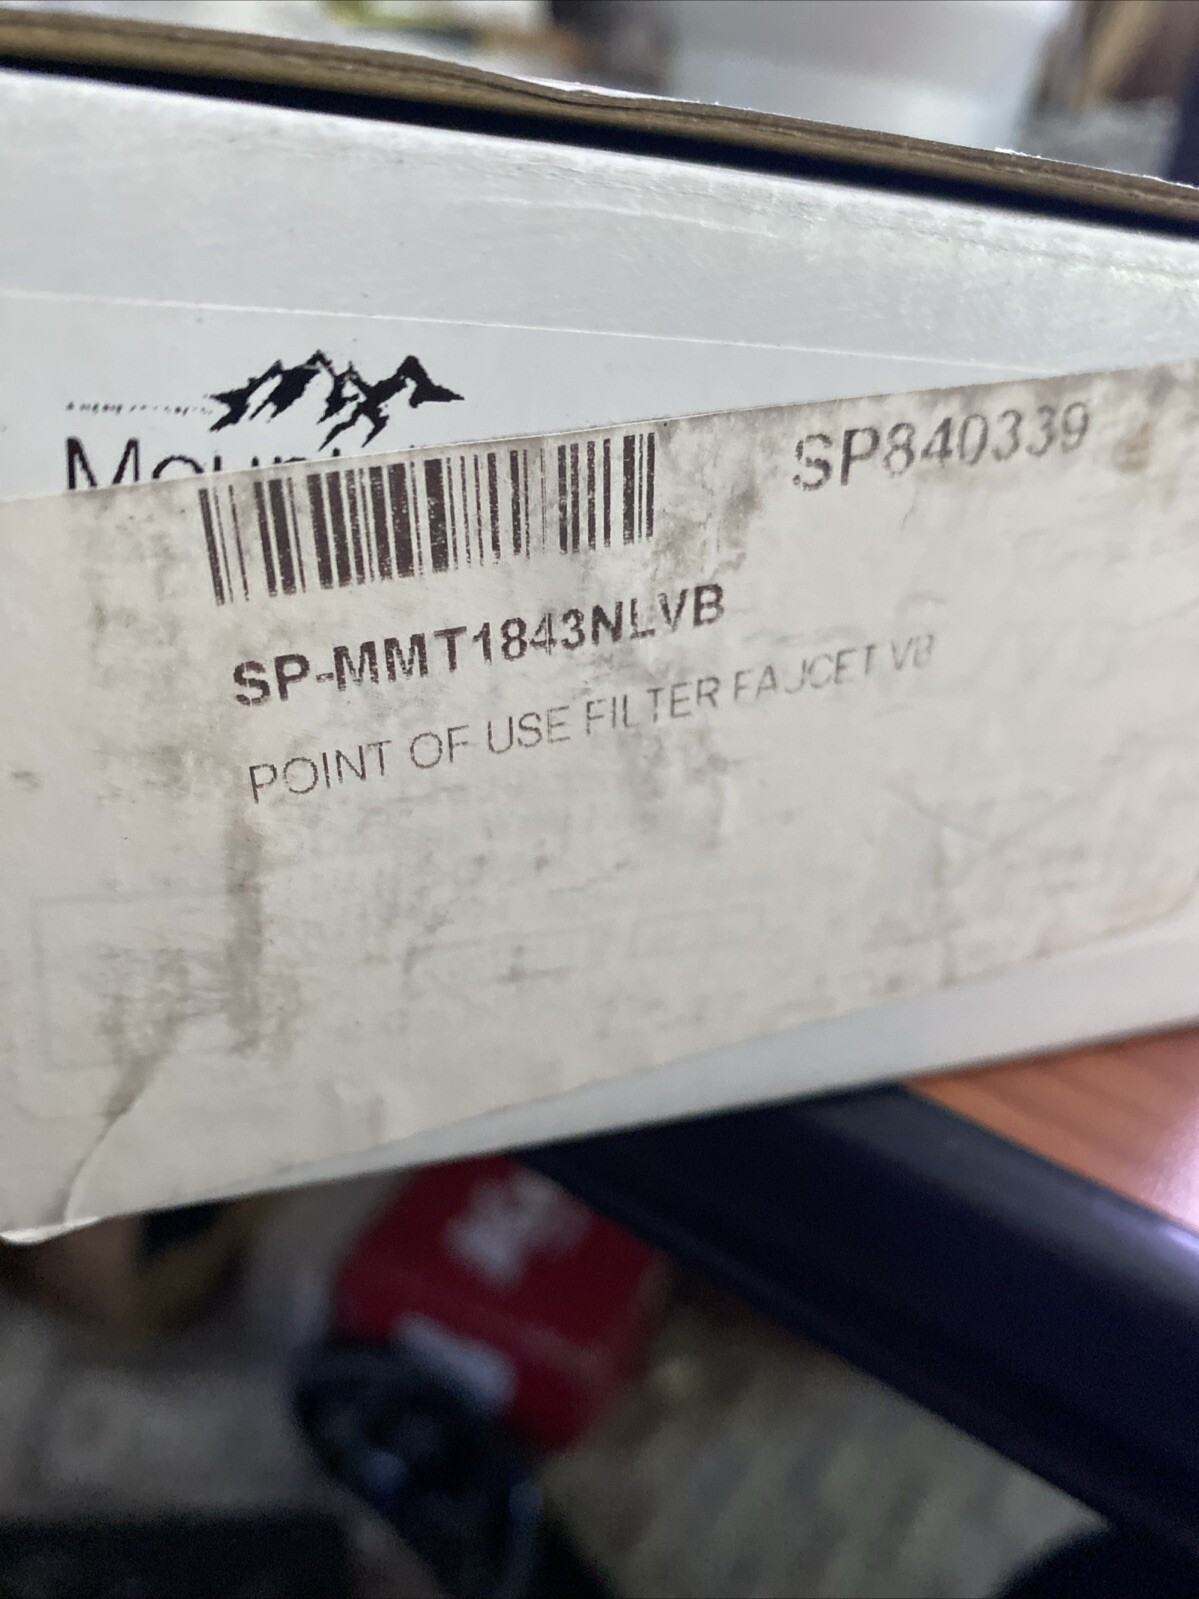 SP840339
SP-MMT1843NLVB
POINT OF USE FILTER FAUCET VB